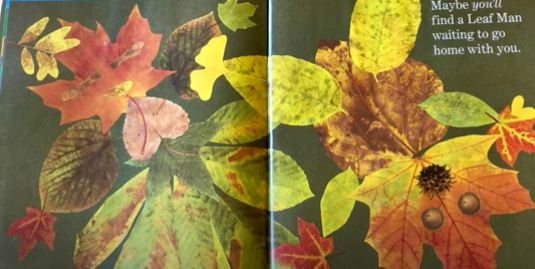 Maybe you'll
find a Leaf Man
waiting to go
home with you.